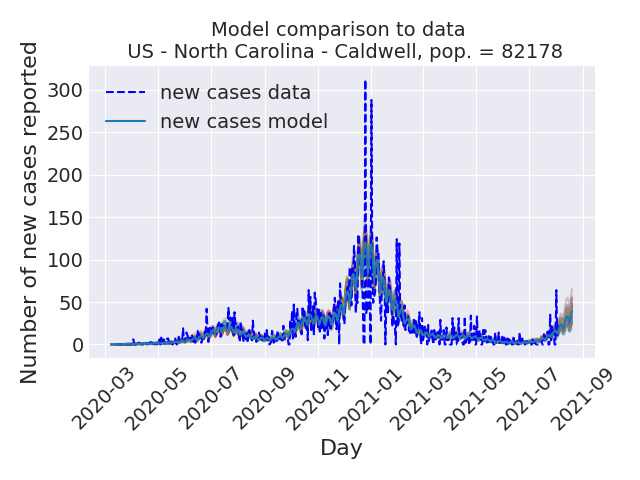 Model comparison to data
US - North Carolina - Caldwell, pop. = 82178
Number of new cases reported
300
250
200
150
100
50
0
new cases data
new cases model
2020-03
2020-05
2020-07
2020-09
2020-11
2021-01
2021-03
2021-05
2021-07
2021-09
Day